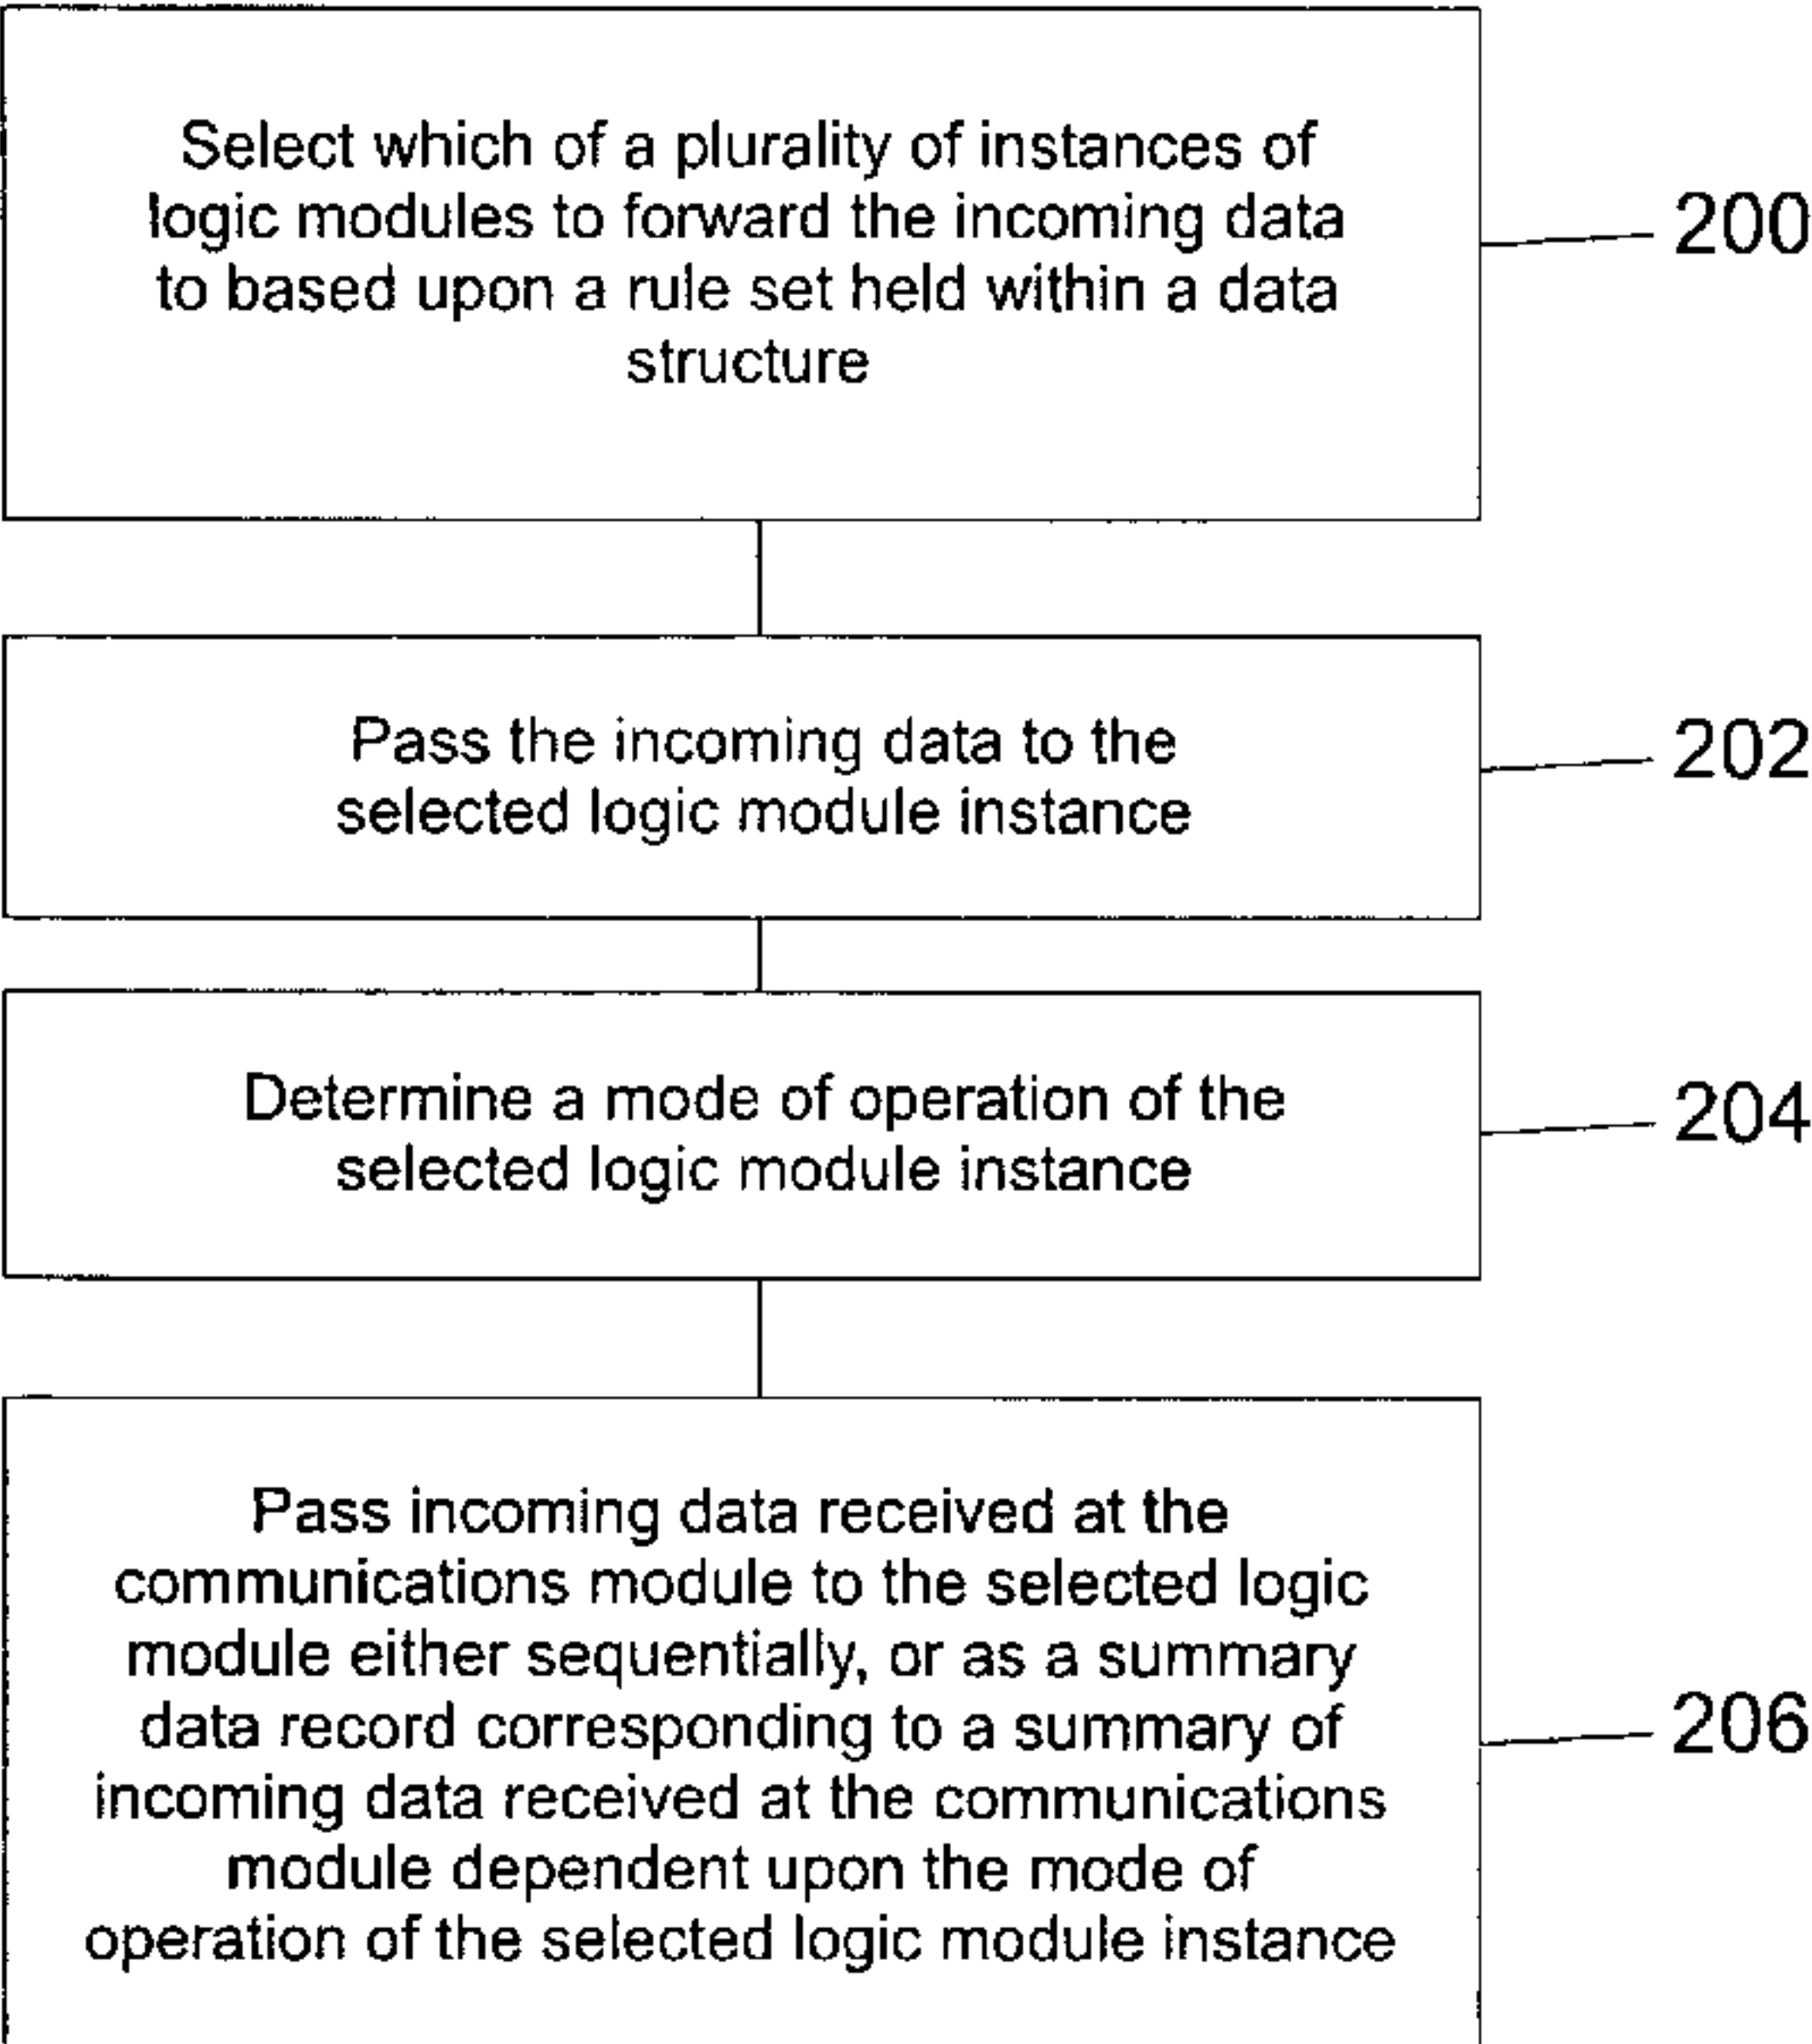 Select which of a plurality of instances of
logic modules to forward the incoming data
to based upon a rule set held within a data
structure
200
Pass the incoming data to the
selected logic module instance
202
Determine a mode of operation of the
selected logic module instance
204
Pass incoming data received at the
communications module to the selected logic
module either sequentially, or as a summary
data record corresponding to a summary of
incoming data received at the communications
module dependent upon the mode of
operation of the selected logic module instance
206